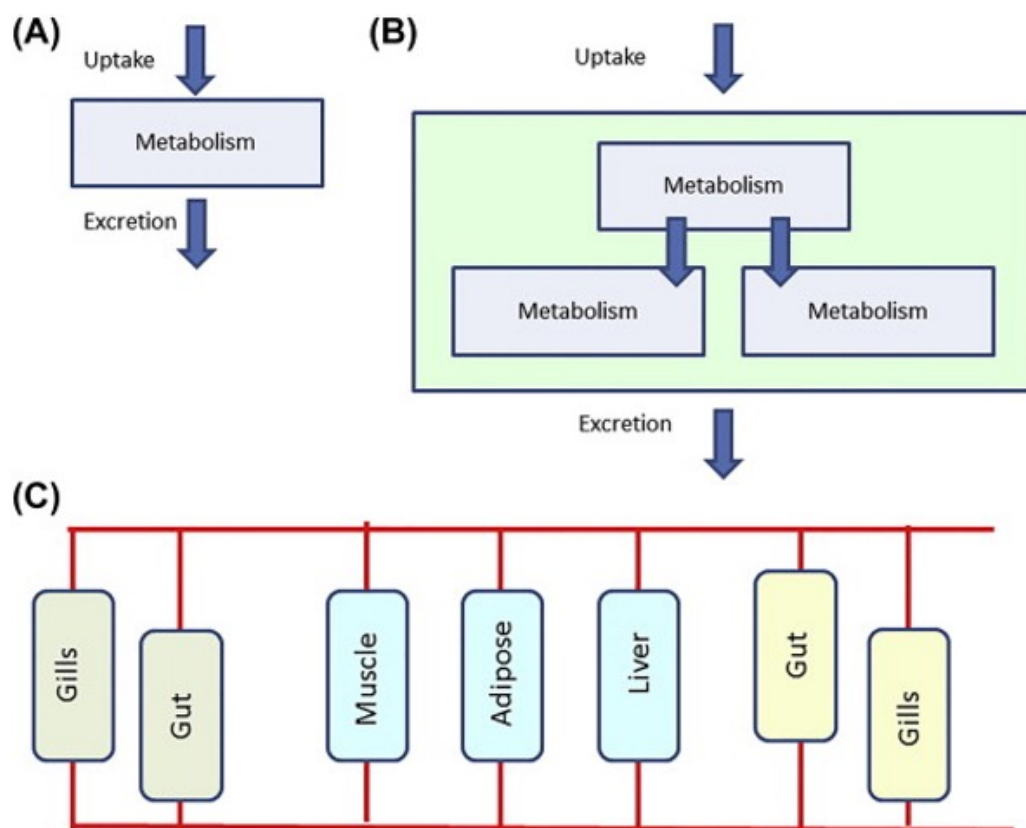 (A)
Uptake
Metabolism
Excretion
(B)
Uptake
Metabolism
Metabolism
Metabolism
Excretion
(C)
Gills
Gut
Muscle
Adipose
Liver
Gut
Gills